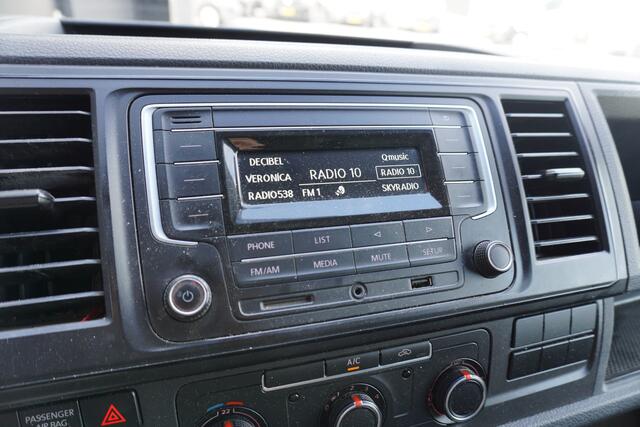 DECIBEL
VERONICA
RADIO538
RADIO 10
FM 1
Qmusic
RADIO 10
SKYRADIO
PHONE
LIST
FM/AM
MEDIA
MUTE
SETUP
A/C
PASSENGER
AIR BAG
22